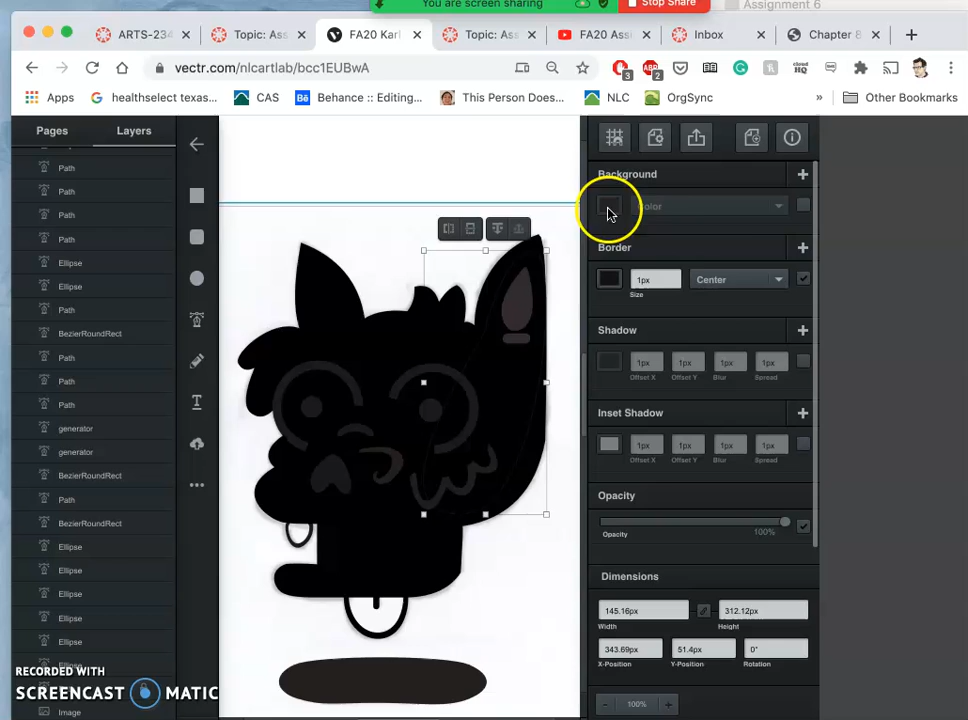 You are screen sharing
Stop Share
Assignment 6
ARTS-234
Topic: Ass
FA20 Karl
Topic: Ass
FA20 Assi
Inbox
Chapter 8
vectr.com/nlcartlab/bcc1EUBwA
3
2
Apps
healthselect texas...
CAS
Behance :: Editing...
This Person Does...
NLC
OrgSync
»
Other Bookmarks
Pages
Layers
Path
Path
Path
Path
Ellipse
Ellipse
Path
BezierRoundRect
Path
Path
Path
generator
generator
BezierRoundRect
Path
BezierRoundRect
Ellipse
Ellipse
Ellipse
Ellipse
Ellipse
Image
Background
Color
Border
1px
Center
Size
Shadow
1px 1px 1px 1px
Offset X Offset Y Blur Spread
Inset Shadow
1px 1px 1px 1px
Offset X Offset Y Blur Spread
Opacity
Opacity 100%
Dimensions
145.16px 312.12px
Width Height
343.69px 51.4px 0°
X-Position Y-Position Rotation
- 100% +
RECORDED WITH
SCREENCAST MATIC